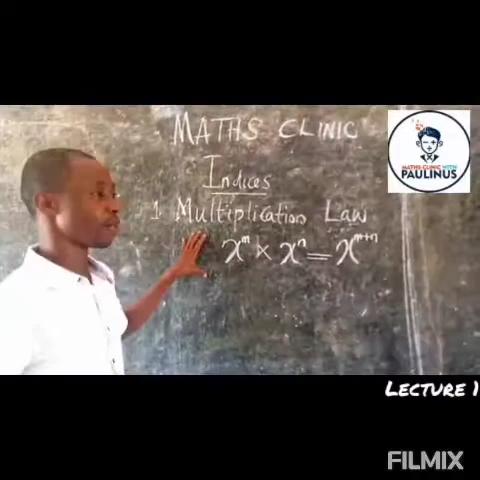 MATHS CLINIC
Indices
1 Multiplication Law
x^m × x^n = x^{m+n}
MATHS CLINIC WITH
PAULINUS
LECTURE 1
FILMIX